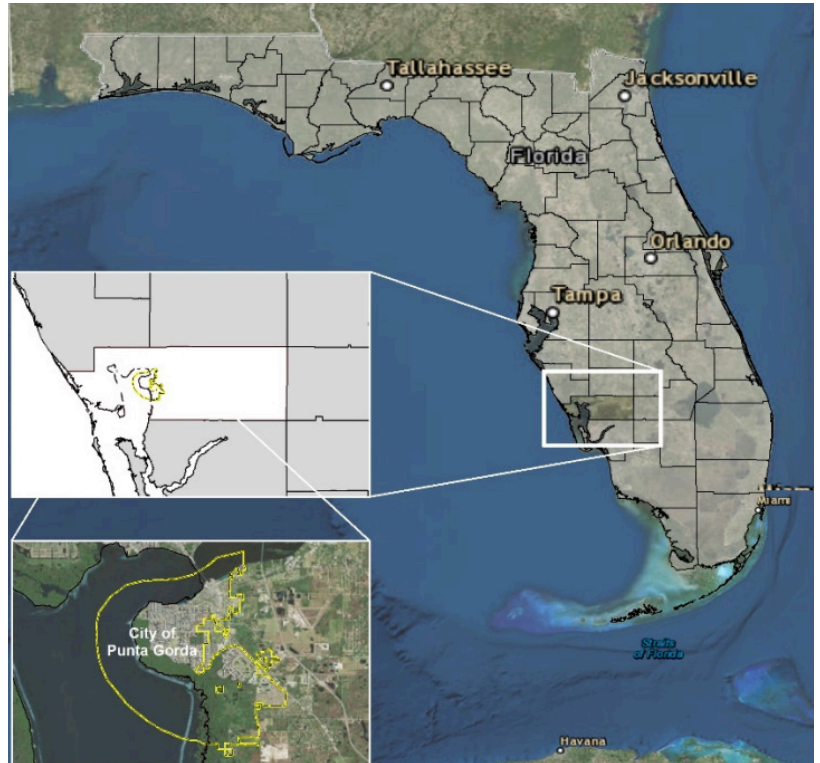 Tallahassee
Jacksonville
Florida
Orlando
Tampa
Miami
City of
Punta Gorda
Straits
of Florida
Havana